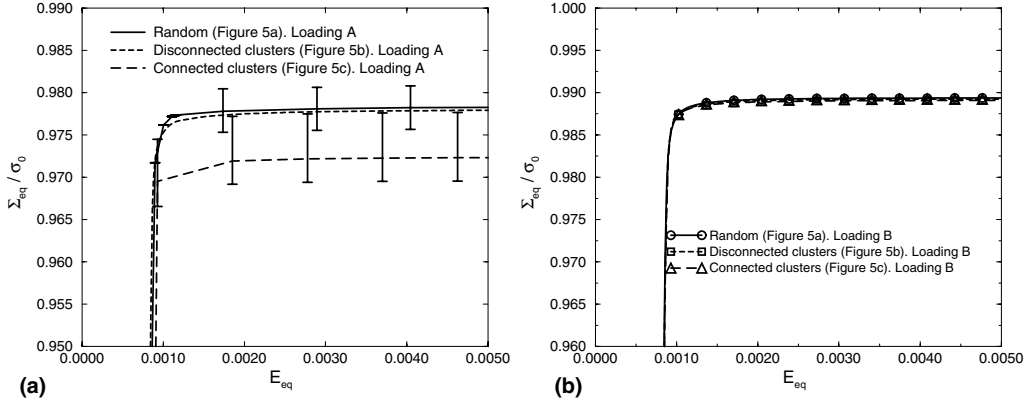 0.990
0.985
0.980
0.975
0.970
0.965
0.960
0.955
0.950
Σeq / σ0
Random (Figure 5a). Loading A
Disconnected clusters (Figure 5b). Loading A
Connected clusters (Figure 5c). Loading A
0.0000 0.0010 0.0020 0.0030 0.0040 0.0050
Eeq
(a)
1.000
0.995
0.990
0.985
0.980
0.975
0.970
0.965
0.960
Σeq / σ0
Random (Figure 5a). Loading B
Disconnected clusters (Figure 5b). Loading B
Connected clusters (Figure 5c). Loading B
0.0000 0.0010 0.0020 0.0030 0.0040 0.0050
Eeq
(b)